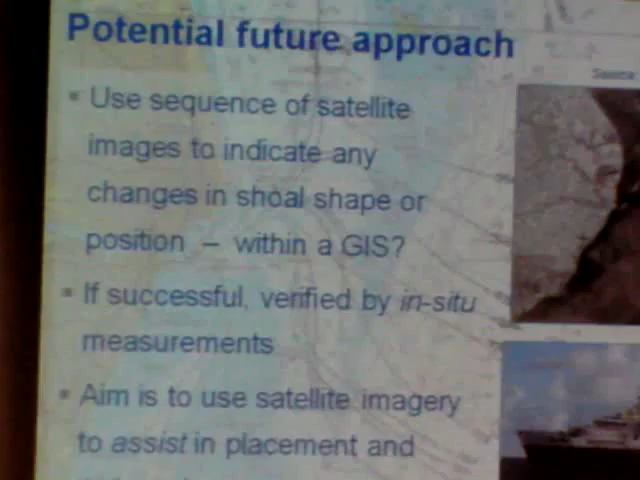 Potential future approach
Source
Use sequence of satellite
images to indicate any
changes in shoal shape or
position – within a GIS?
If successful, verified by in-situ
measurements
Aim is to use satellite imagery
to assist in placement and